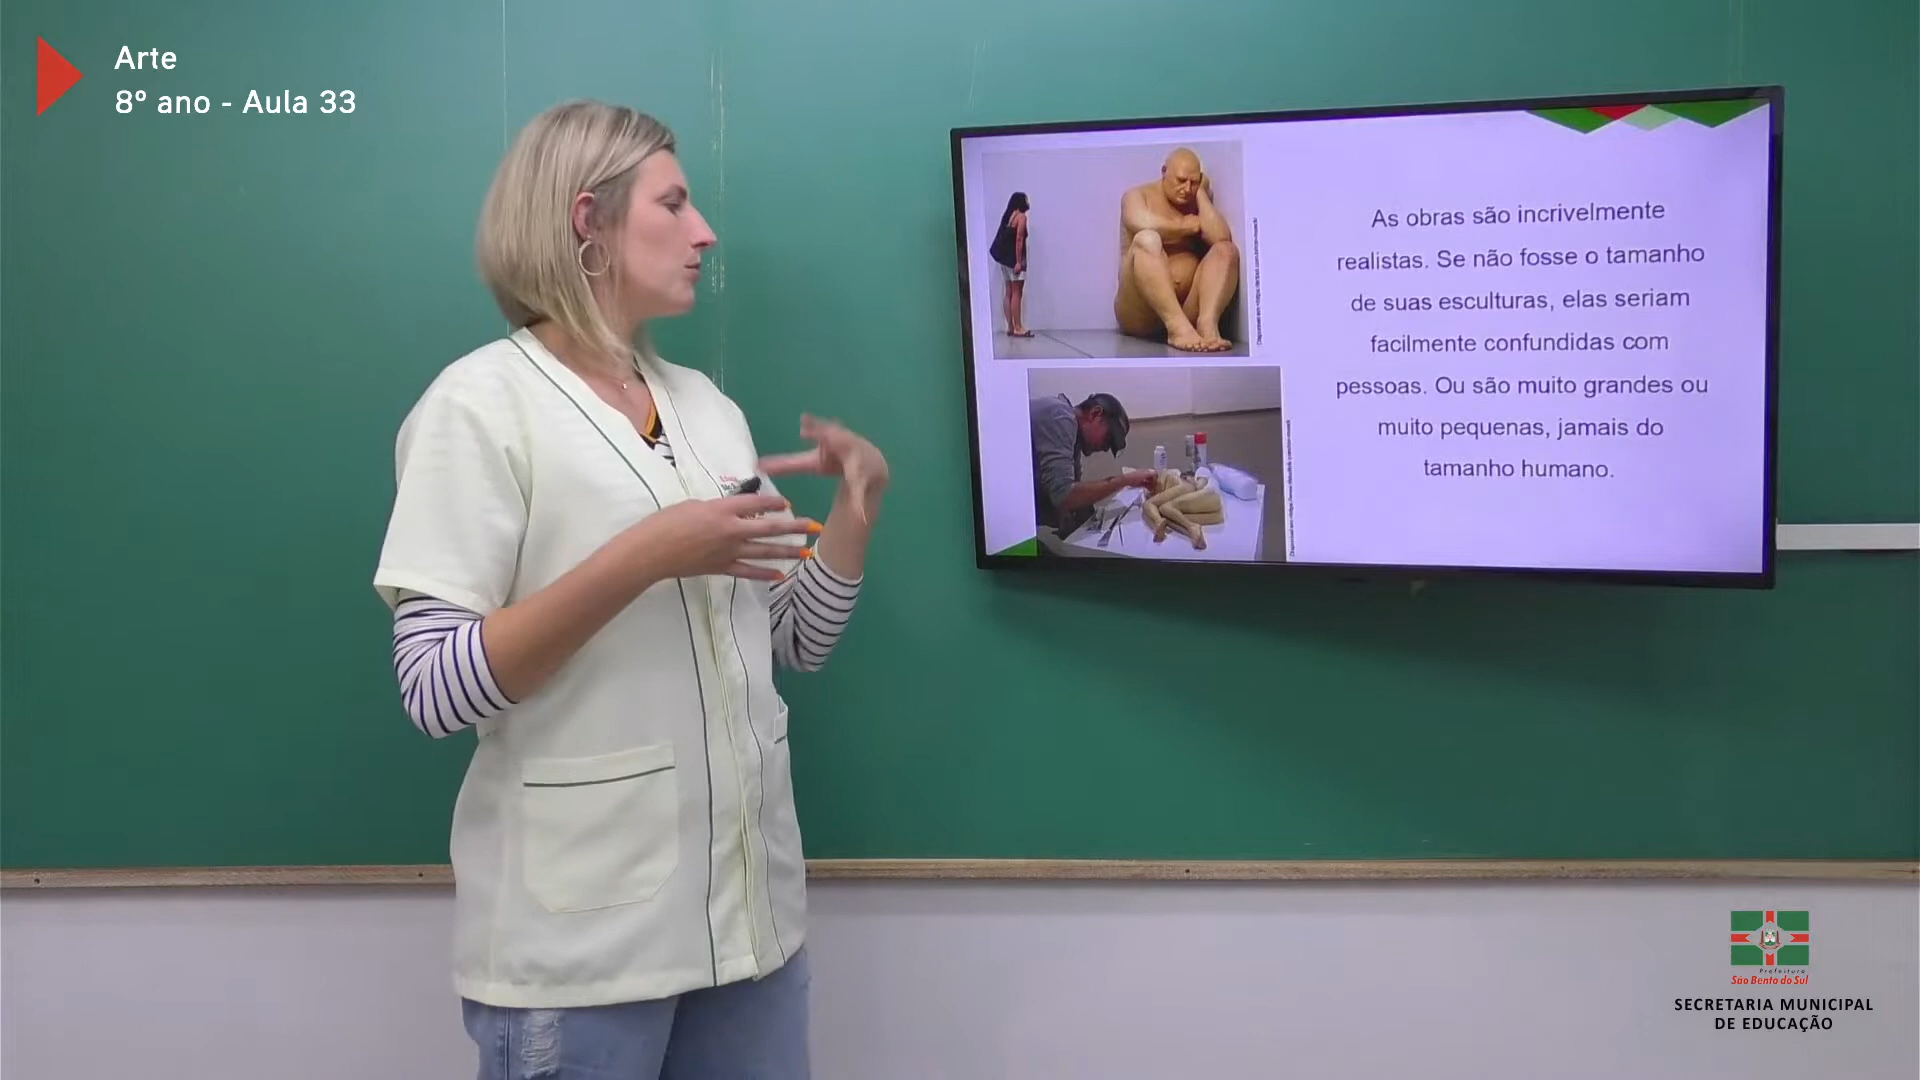 Arte
8º ano - Aula 33
As obras são incrivelmente
realistas. Se não fosse o tamanho
de suas esculturas, elas seriam
facilmente confundidas com
pessoas. Ou são muito grandes ou
muito pequenas, jamais do
tamanho humano.
Prefeitura
São Bento do Sul
SECRETARIA MUNICIPAL
DE EDUCAÇÃO